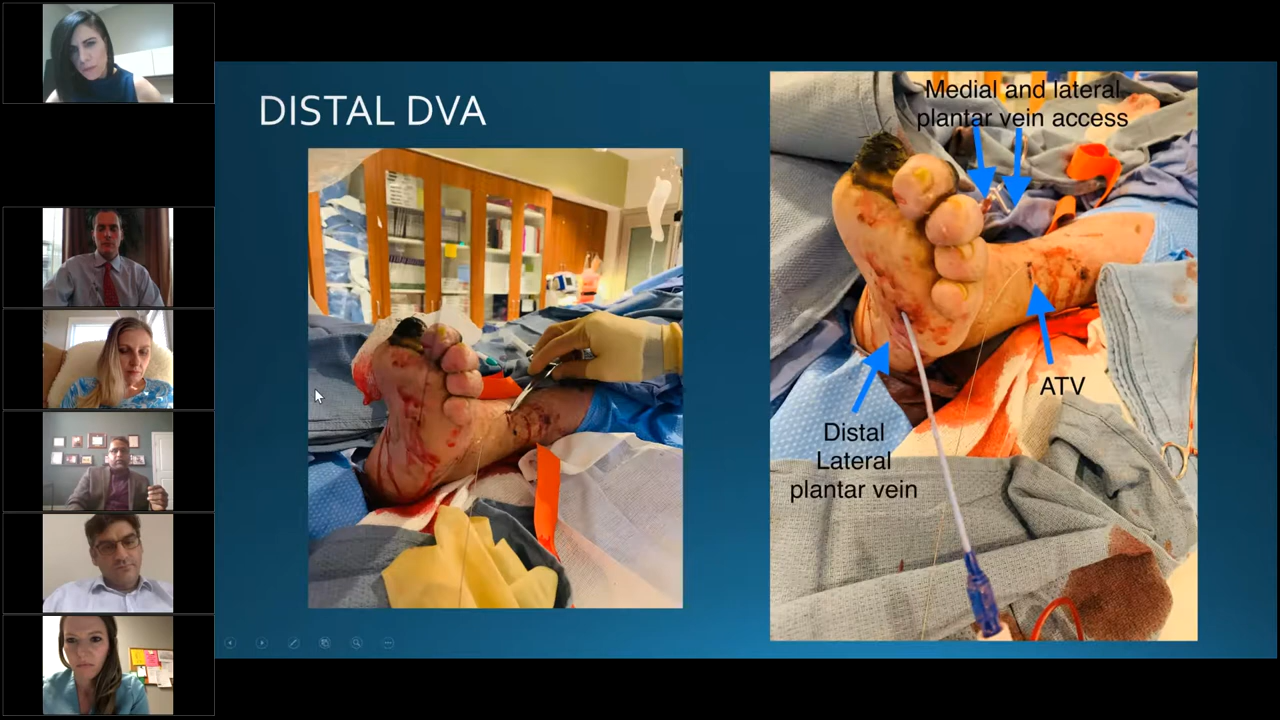 DISTAL DVA
Medial and lateral
plantar vein access
ATV
Distal
Lateral
plantar vein